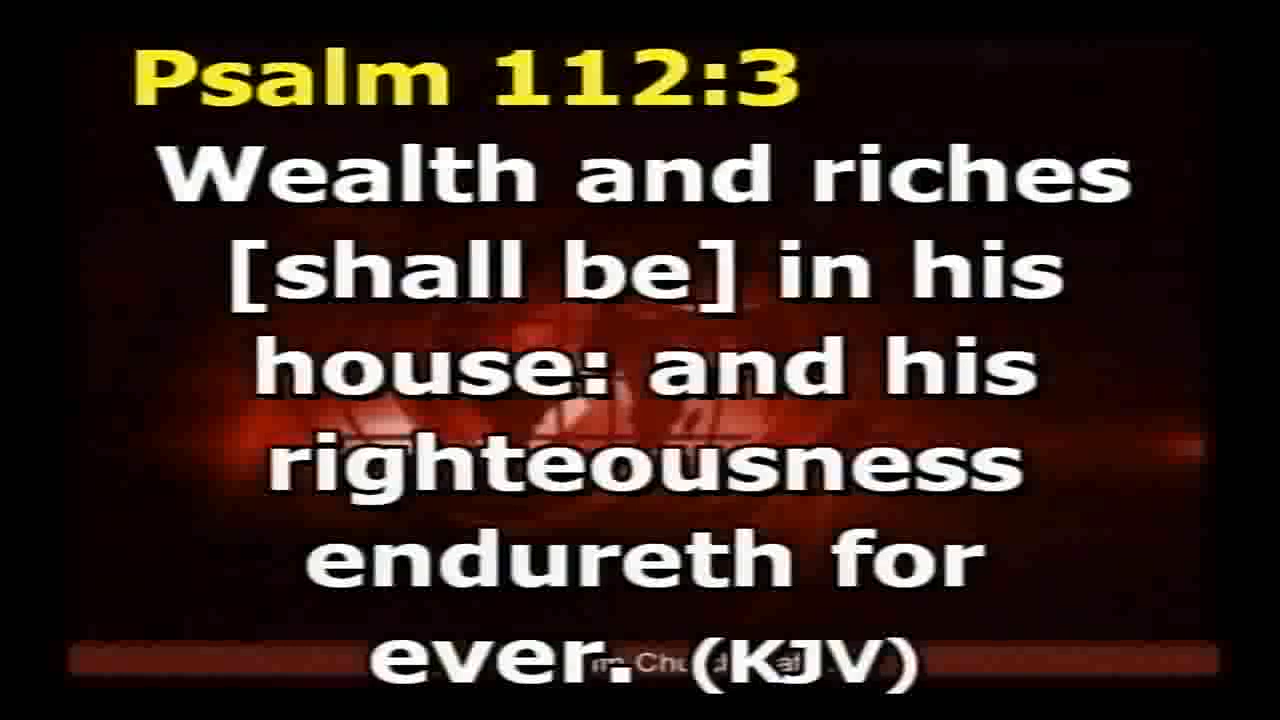 Psalm 112:3
Wealth and riches
[shall be] in his
house: and his
righteousness
endureth for
ever. (KJV)